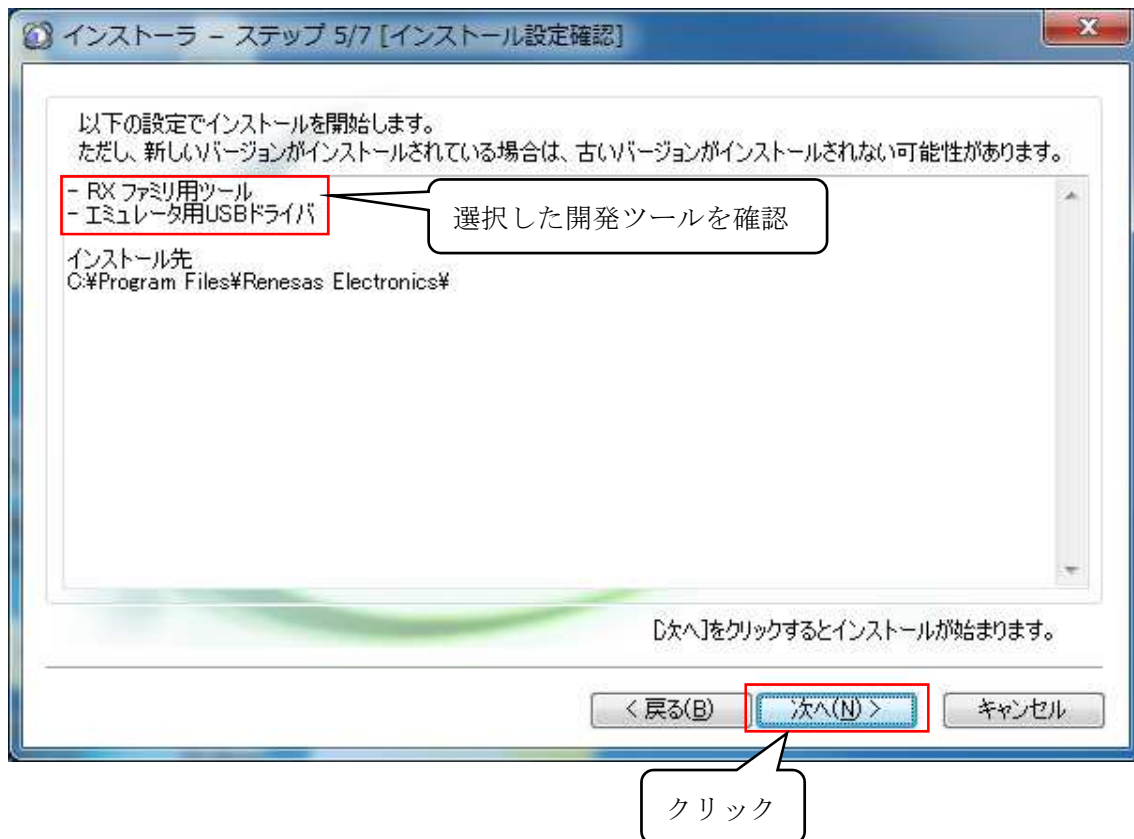 インストーラ － ステップ 5/7 [インストール設定確認]
以下の設定でインストールを開始します。
ただし、新しいバージョンがインストールされている場合は、古いバージョンがインストールされない可能性があります。
- RX ファミリ用ツール
- エミュレータ用USBドライバ
選択した開発ツールを確認
インストール先
C:¥Program Files¥Renesas Electronics¥
[次へ]をクリックするとインストールが始まります。
< 戻る(B)
次へ(N) >
キャンセル
クリック